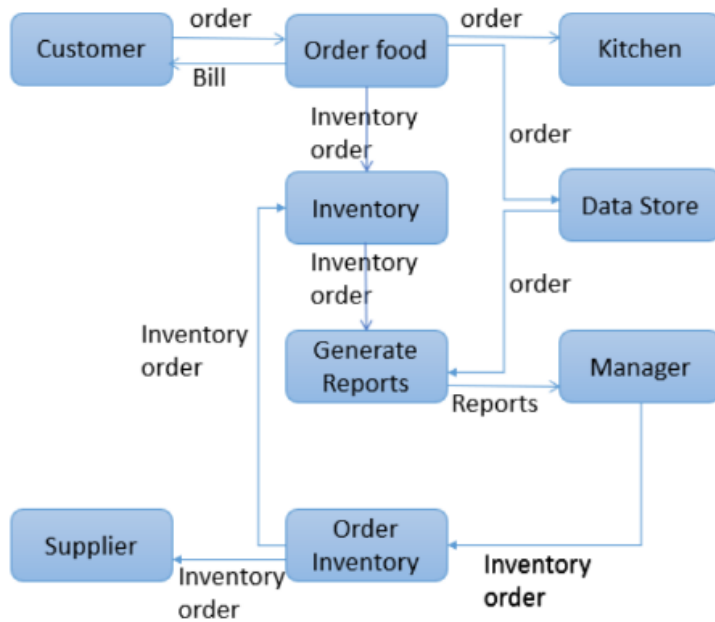 order
Customer
Order food
order
Kitchen
Bill
Inventory
order
order
Inventory
Data Store
Inventory
order
order
Inventory
order
Generate
Reports
Manager
Reports
Supplier
Order
Inventory
Inventory
order
Inventory
order